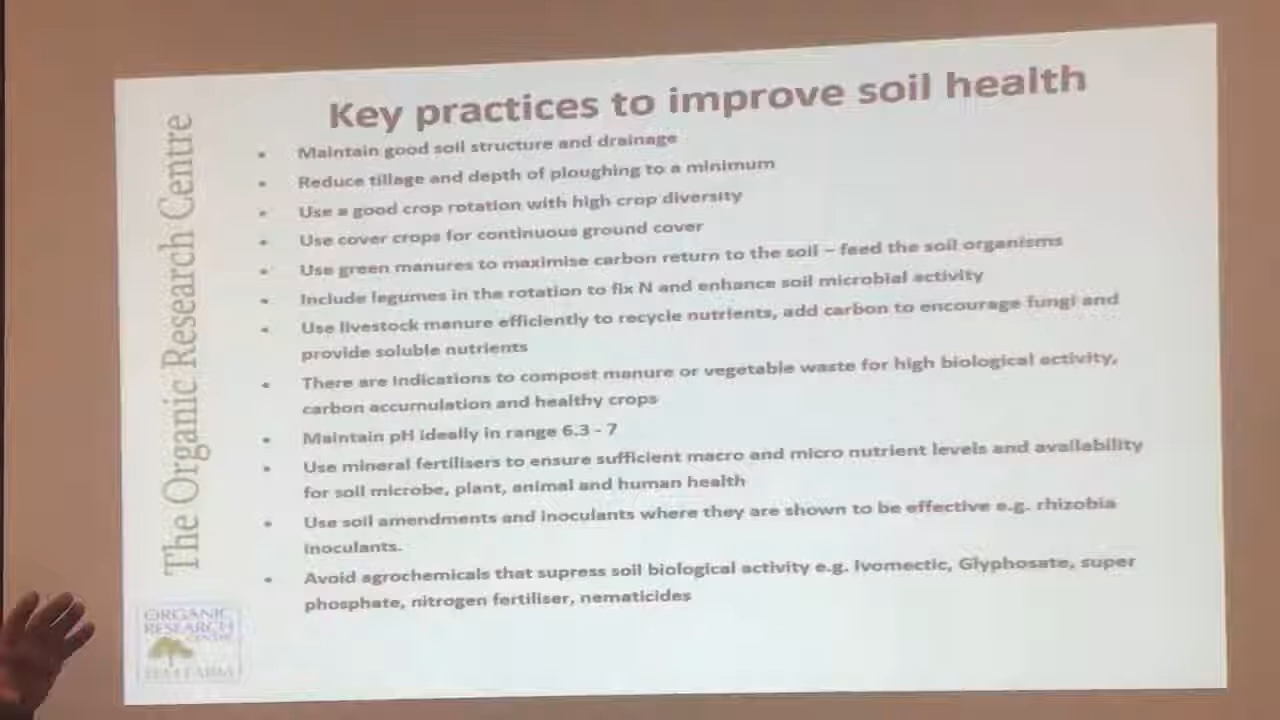 Key practices to improve soil health
• Maintain good soil structure and drainage
• Reduce tillage and depth of ploughing to a minimum
• Use a good crop rotation with high crop diversity
• Use cover crops for continuous ground cover
• Use green manures to maximise carbon return to the soil – feed the soil organisms
• Include legumes in the rotation to fix N and enhance soil microbial activity
• Use livestock manure efficiently to recycle nutrients, add carbon to encourage fungi and
provide soluble nutrients
• There are indications to compost manure or vegetable waste for high biological activity,
carbon accumulation and healthy crops
• Maintain pH ideally in range 6.3 - 7
• Use mineral fertilisers to ensure sufficient macro and micro nutrient levels and availability
for soil microbe, plant, animal and human health
• Use soil amendments and inoculants where they are shown to be effective e.g. rhizobia
inoculants.
• Avoid agrochemicals that supress soil biological activity e.g. Ivomectic, Glyphosate, super
phosphate, nitrogen fertiliser, nematicides
The Organic Research Centre
ORGANIC
RESEARCH
CENTRE